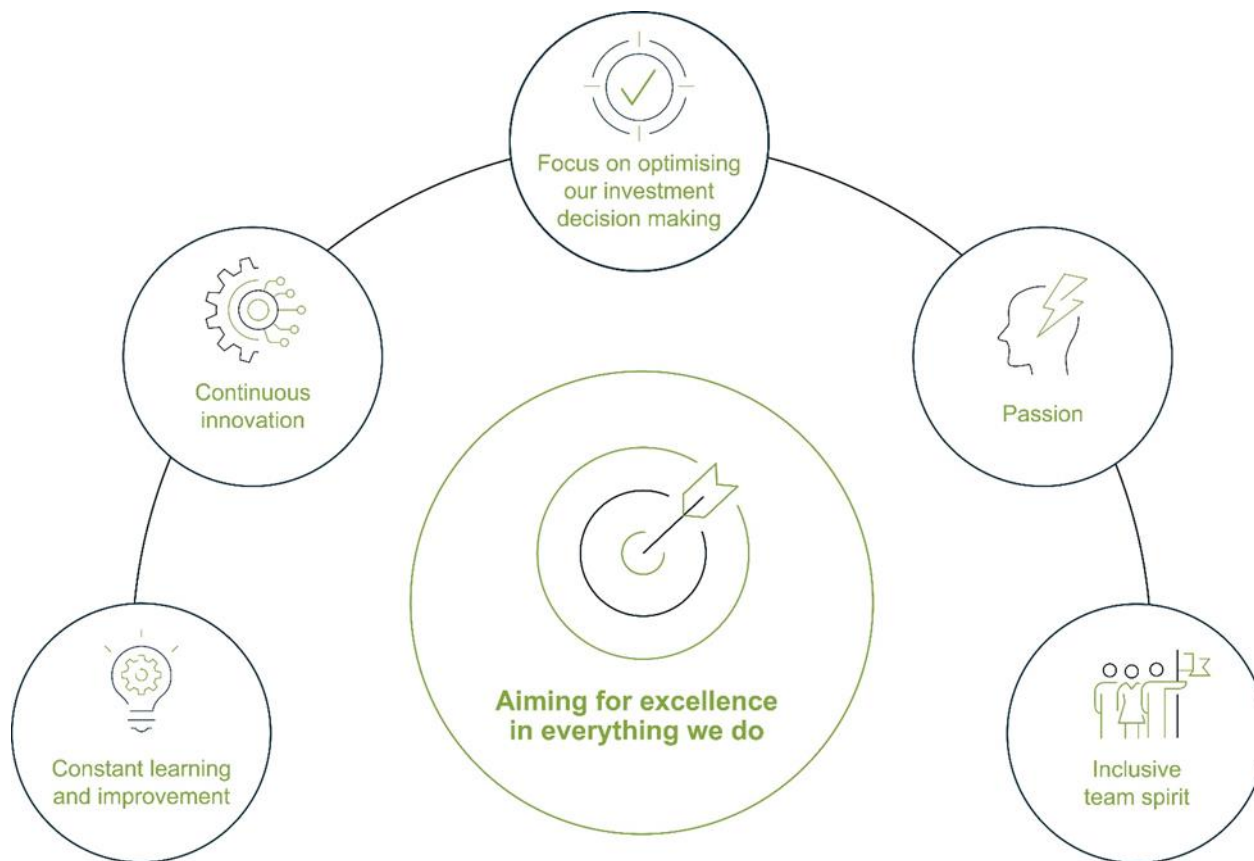 Focus on optimising
our investment
decision making
Continuous
innovation
Passion
Aiming for excellence
in everything we do
Constant learning
and improvement
Inclusive
team spirit